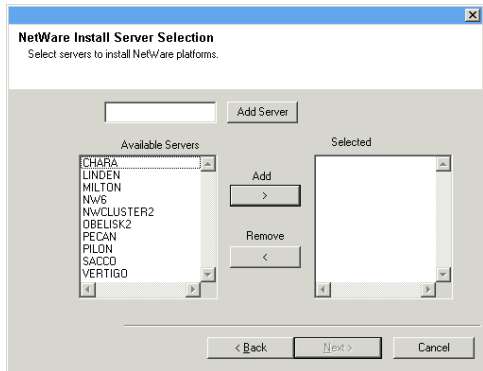 NetWare Install Server Selection
Select servers to install NetWare platforms.
Add Server
Available Servers
Selected
CHARA
LINDEN
MILTON
NW6
NWCLUSTER2
OBELISK2
PECAN
PILON
SACCO
VERTIGO
Add
>
Remove
<
< Back
Next >
Cancel